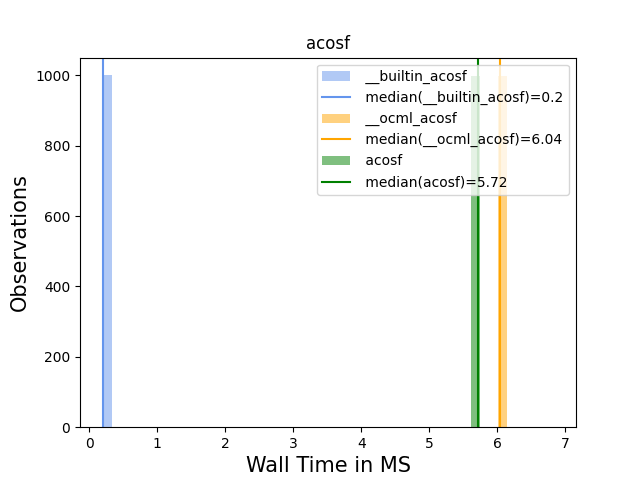 acosf
1000
800
600
400
200
0
Observations
__builtin_acosf
median(__builtin_acosf)=0.2
__ocml_acosf
median(__ocml_acosf)=6.04
acosf
median(acosf)=5.72
0 1 2 3 4 5 6 7
Wall Time in MS